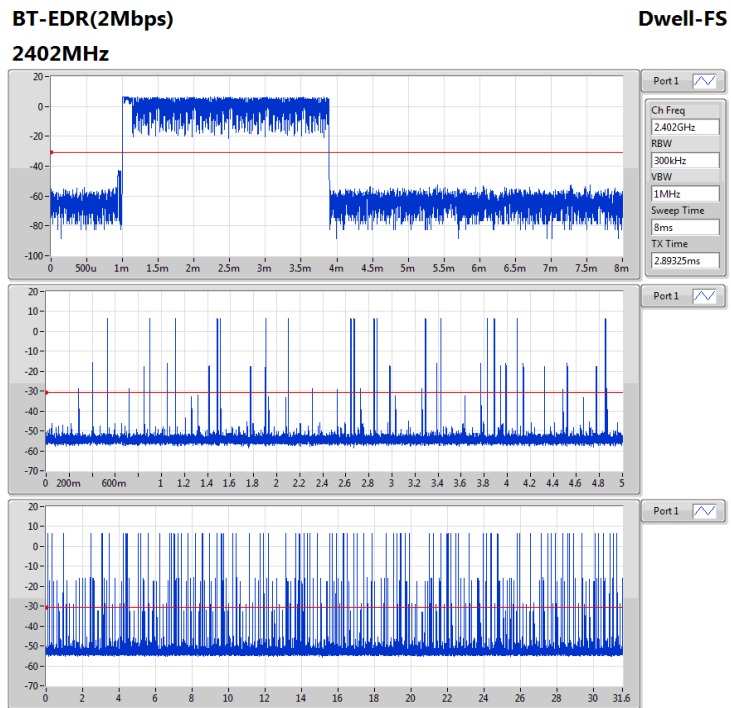 BT-EDR(2Mbps) Dwell-FS
2402MHz
20
0
-20
-40
-60
-80
-100
0 500u 1m 1.5m 2m 2.5m 3m 3.5m 4m 4.5m 5m 5.5m 6m 6.5m 7m 7.5m 8m
Port 1
Ch Freq
2.402GHz
RBW
300kHz
VBW
1MHz
Sweep Time
8ms
TX Time
2.89325ms
20
10
0
-10
-20
-30
-40
-50
-60
-70
0 200m 600m 1 1.2 1.4 1.6 1.8 2 2.2 2.4 2.6 2.8 3 3.2 3.4 3.6 3.8 4 4.2 4.4 4.6 4.8 5
Port 1
20
10
0
-10
-20
-30
-40
-50
-60
-70
0 2 4 6 8 10 12 14 16 18 20 22 24 26 28 30 31.6
Port 1